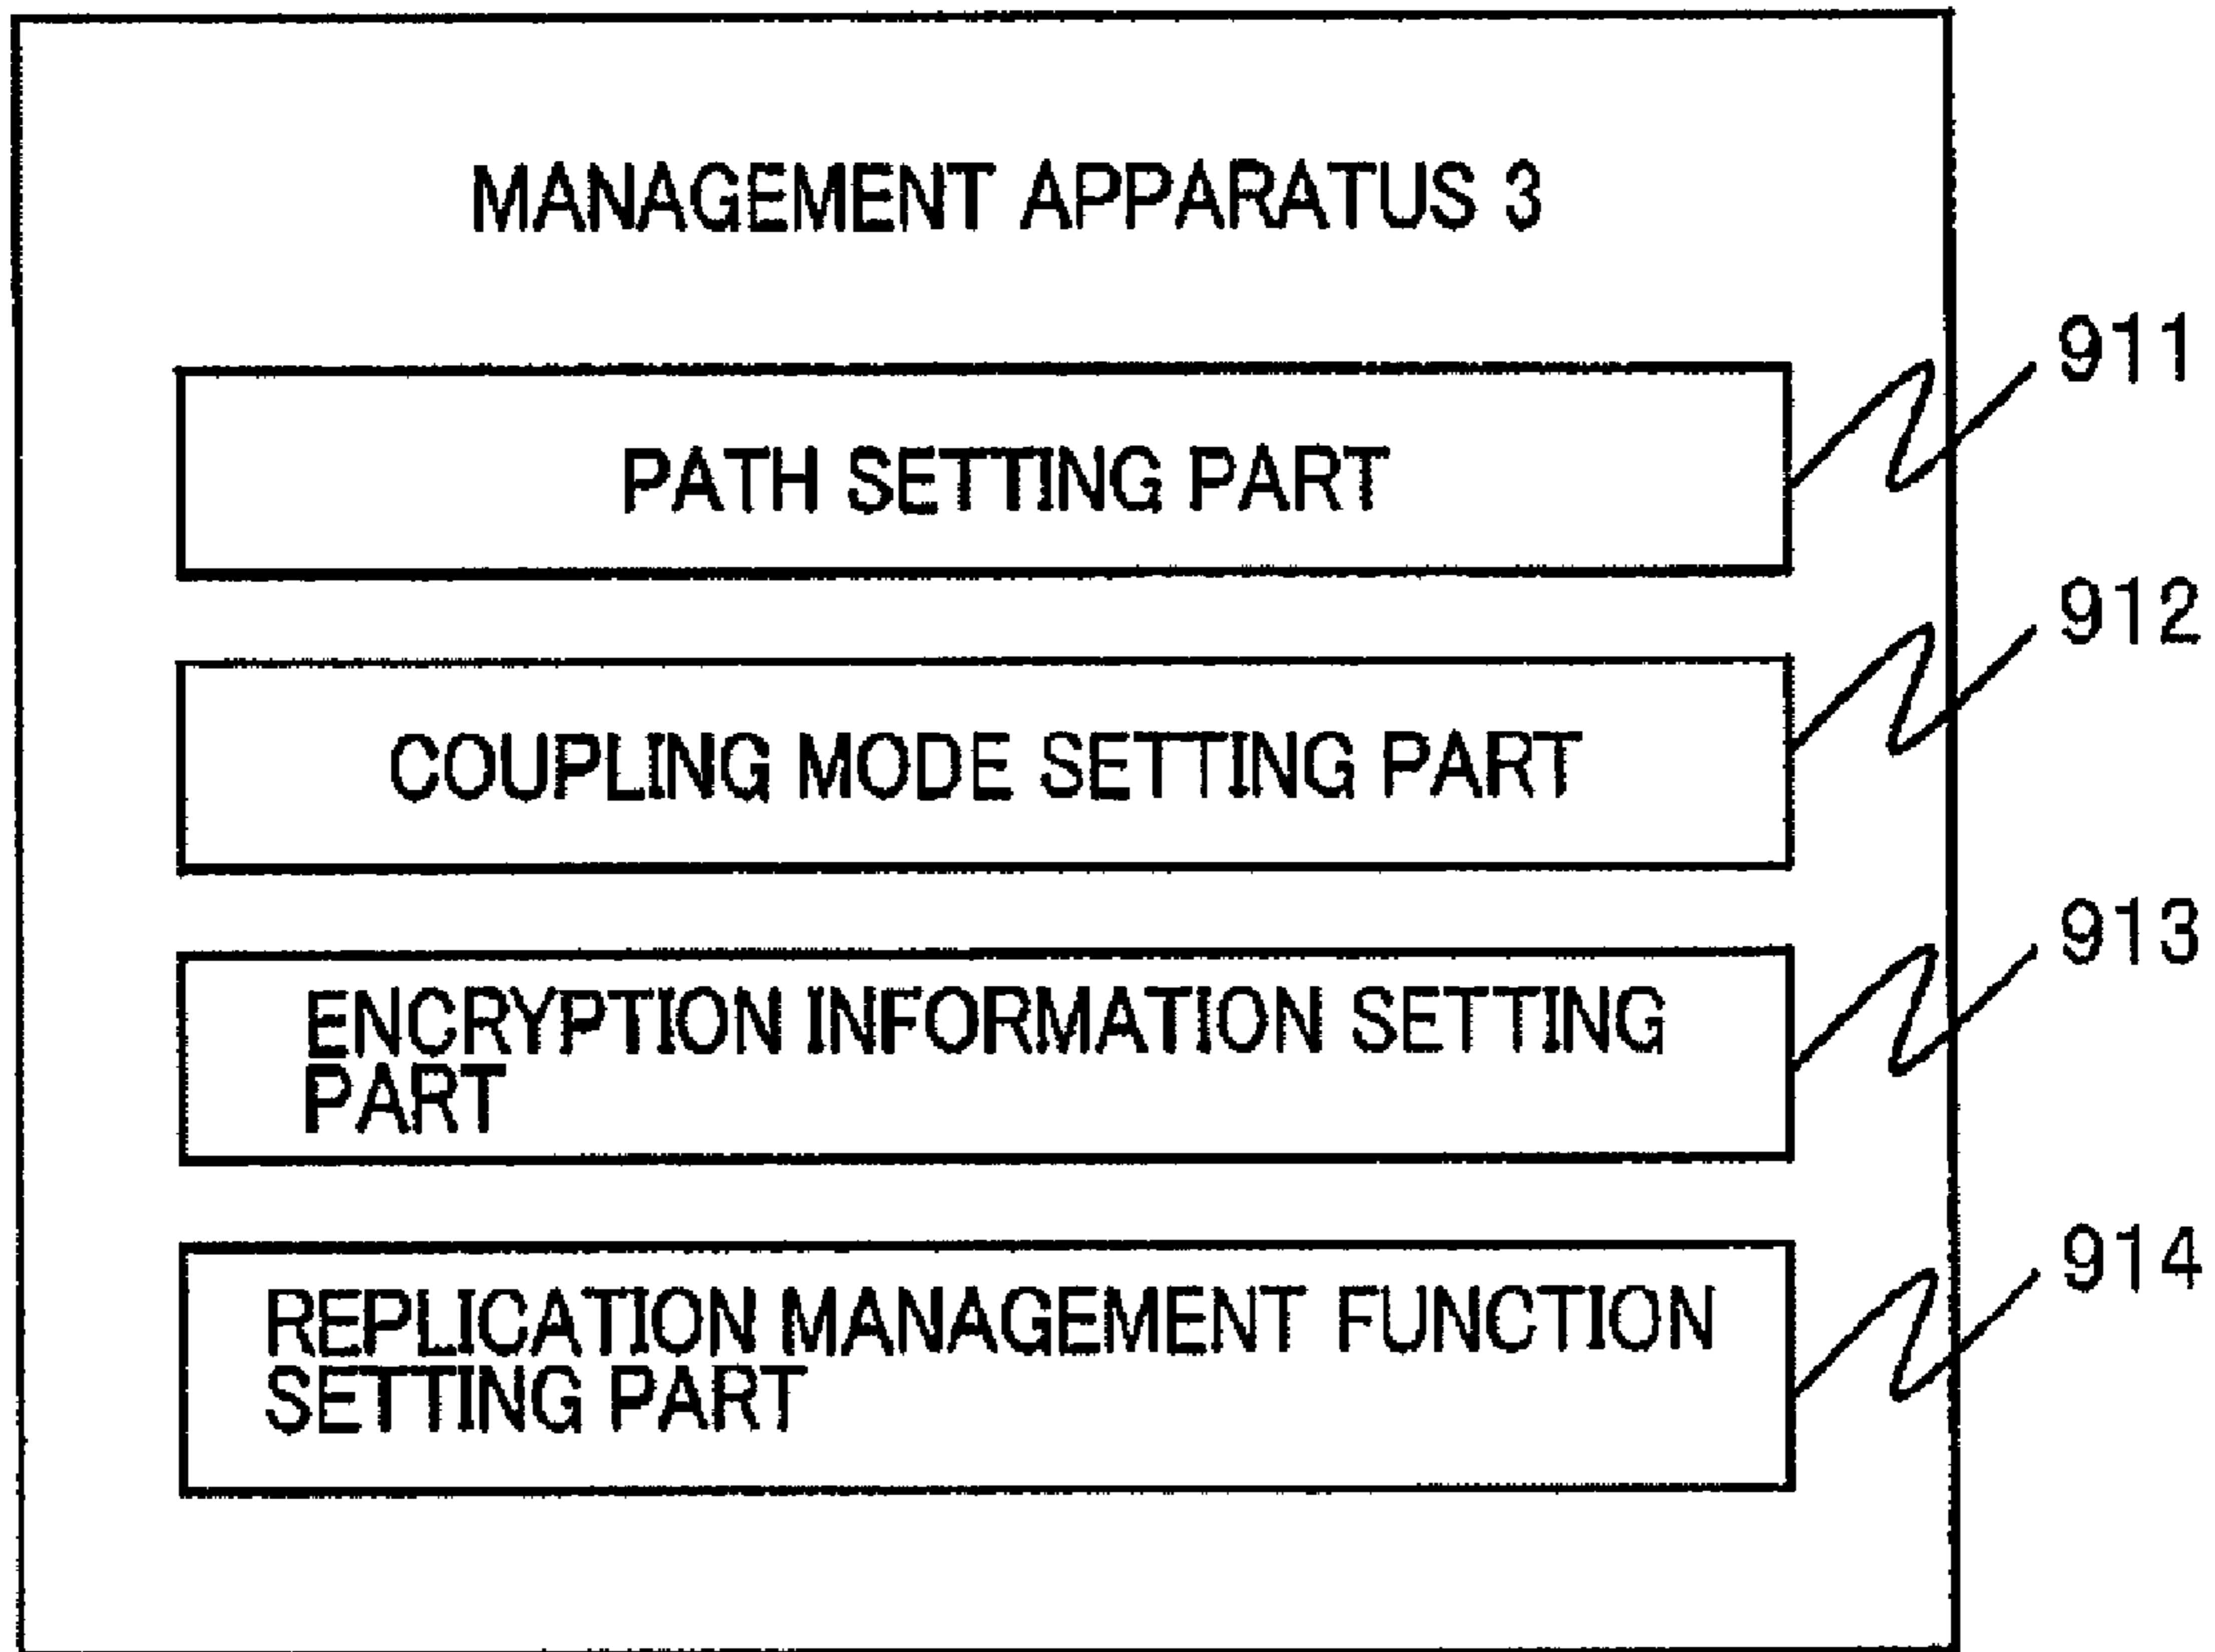 MANAGEMENT APPARATUS 3
911
PATH SETTING PART
912
COUPLING MODE SETTING PART
913
ENCRYPTION INFORMATION SETTING
PART
914
REPLICATION MANAGEMENT FUNCTION
SETTING PART